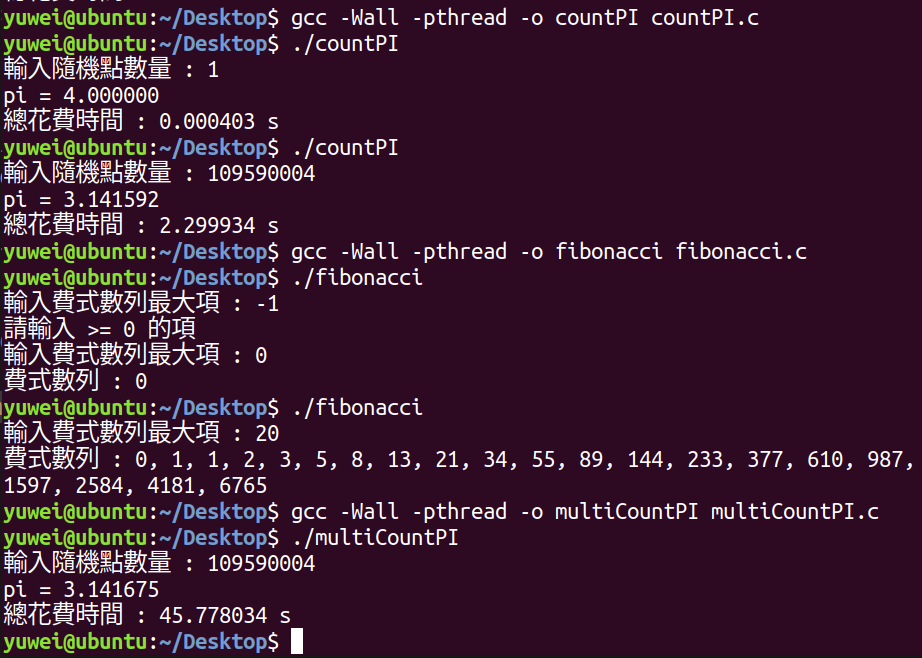 yuwei@ubuntu:~/Desktop$ gcc -Wall -pthread -o countPI countPI.c
yuwei@ubuntu:~/Desktop$ ./countPI
輸入隨機點數量 : 1
pi = 4.000000
總花費時間 : 0.000403 s
yuwei@ubuntu:~/Desktop$ ./countPI
輸入隨機點數量 : 109590004
pi = 3.141592
總花費時間 : 2.299934 s
yuwei@ubuntu:~/Desktop$ gcc -Wall -pthread -o fibonacci fibonacci.c
yuwei@ubuntu:~/Desktop$ ./fibonacci
輸入費式數列最大項 : -1
請輸入 >= 0 的項
輸入費式數列最大項 : 0
費式數列 : 0
yuwei@ubuntu:~/Desktop$ ./fibonacci
輸入費式數列最大項 : 20
費式數列 : 0, 1, 1, 2, 3, 5, 8, 13, 21, 34, 55, 89, 144, 233, 377, 610, 987,
1597, 2584, 4181, 6765
yuwei@ubuntu:~/Desktop$ gcc -Wall -pthread -o multiCountPI multiCountPI.c
yuwei@ubuntu:~/Desktop$ ./multiCountPI
輸入隨機點數量 : 109590004
pi = 3.141675
總花費時間 : 45.778034 s
yuwei@ubuntu:~/Desktop$